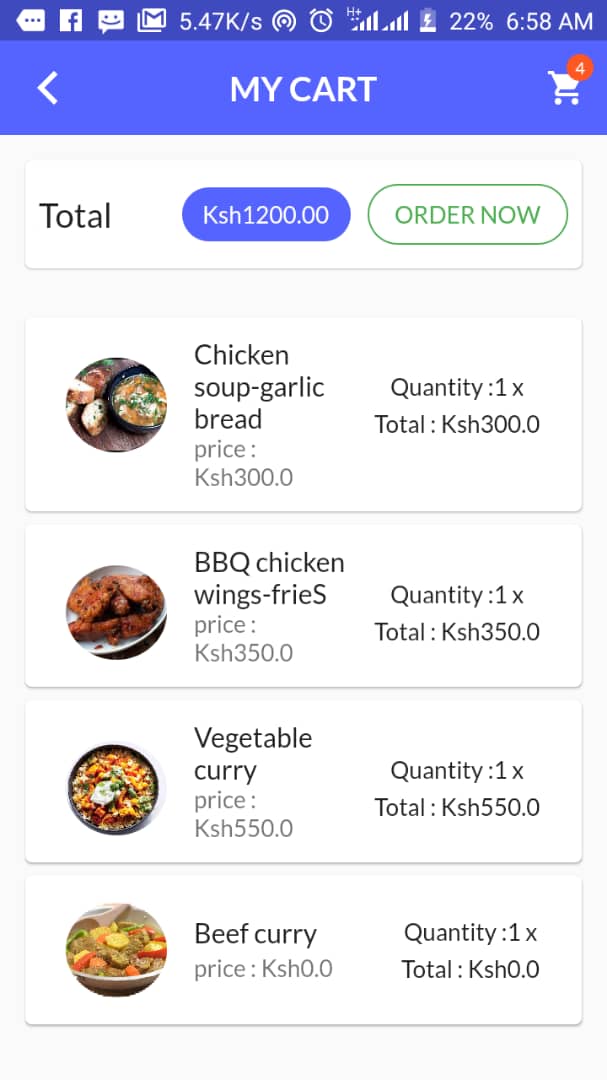 5.47K/s H+ 22% 6:58 AM
MY CART 4
Total Ksh1200.00 ORDER NOW
Chicken
soup-garlic
bread
price :
Ksh300.0
Quantity :1 x
Total : Ksh300.0
BBQ chicken
wings-frieS
price :
Ksh350.0
Quantity :1 x
Total : Ksh350.0
Vegetable
curry
price :
Ksh550.0
Quantity :1 x
Total : Ksh550.0
Beef curry
price : Ksh0.0
Quantity :1 x
Total : Ksh0.0